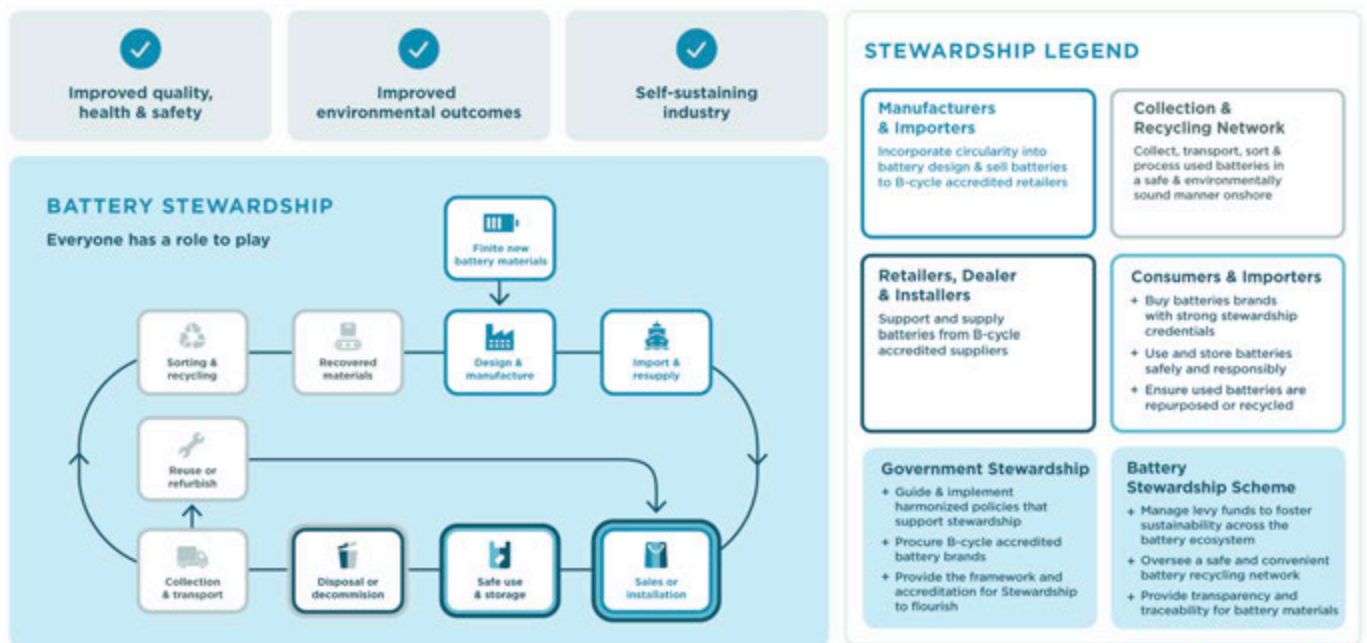 Improved quality,
health & safety
Improved
environmental outcomes
Self-sustaining
industry
BATTERY STEWARDSHIP
Everyone has a role to play
Finite new
battery materials
Sorting &
recycling
Recovered
materials
Design &
manufacture
Import &
resupply
Reuse or
refurbish
Collection
& transport
Disposal or
decommision
Safe use
& storage
Sales or
installation
STEWARDSHIP LEGEND
Manufacturers
& Importers
Incorporate circularity into
battery design & sell batteries
to B-cycle accredited retailers
Collection &
Recycling Network
Collect, transport, sort &
process used batteries in
a safe & environmentally
sound manner onshore
Retailers, Dealer
& Installers
Support and supply
batteries from B-cycle
accredited suppliers
Consumers & Importers
+ Buy batteries brands
with strong stewardship
credentials
+ Use and store batteries
safely and responsibly
+ Ensure used batteries are
repurposed or recycled
Government Stewardship
+ Guide & implement
harmonized policies that
support stewardship
+ Procure B-cycle accredited
battery brands
+ Provide the framework and
accreditation for Stewardship
to flourish
Battery
Stewardship Scheme
+ Manage levy funds to foster
sustainability across the
battery ecosystem
+ Oversee a safe and convenient
battery recycling network
+ Provide transparency and
traceability for battery materials